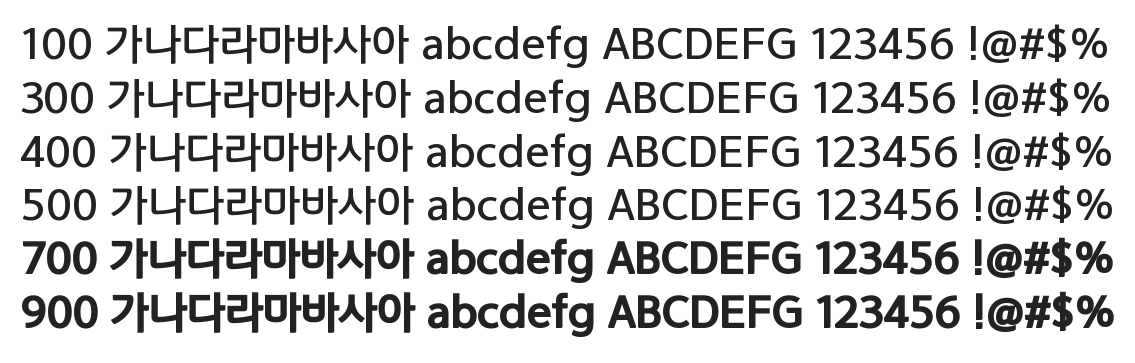 100 가나다라마바사아 abcdefg ABCDEFG 123456 !@#$%
300 가나다라마바사아 abcdefg ABCDEFG 123456 !@#$%
400 가나다라마바사아 abcdefg ABCDEFG 123456 !@#$%
500 가나다라마바사아 abcdefg ABCDEFG 123456 !@#$%
700 가나다라마바사아 abcdefg ABCDEFG 123456 !@#$%
900 가나다라마바사아 abcdefg ABCDEFG 123456 !@#$%